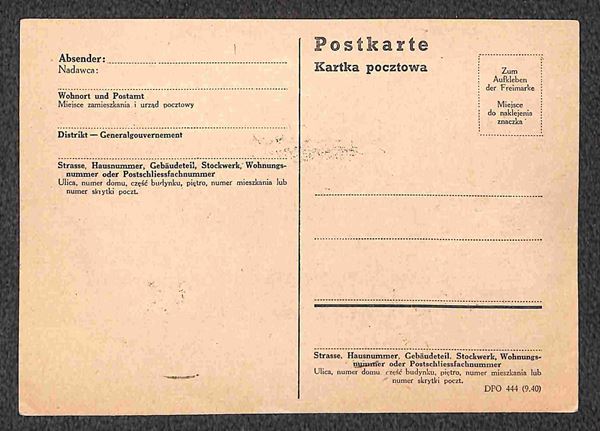 Absender:
Nadawca:
Wohnort und Postamt
Miejsce zamieszkania i urząd pocztowy
Distrikt — Generalgouvernement
Strasse, Hausnummer, Gebäudeteil, Stockwerk, Wohnungs-
nummer oder Postschliessfachnummer
Ulica, numer domu, część budynku, piętro, numer mieszkania lub
numer skrytki poczt.
Postkarte
Kartka pocztowa
Zum
Aufkleben
der Freimarke
Miejsce
do naklejenia
znaczka
Strasse, Hausnummer, Gebäudeteil, Stockwerk, Wohnungs-
nummer oder Postschliessfachnummer
Ulica, numer domu, część budynku, piętro, numer mieszkania lub
numer skrytki poczt.
DPO 444 (9.40)